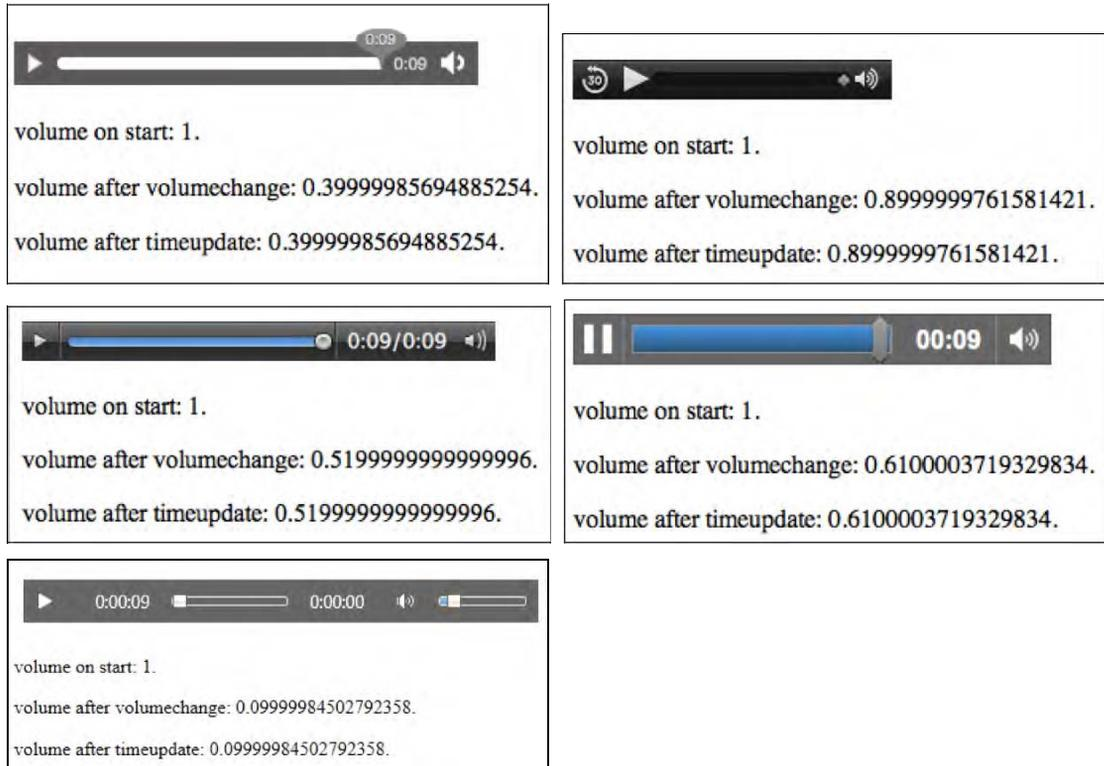 0:09
0:09
volume on start: 1.
volume after volumechange: 0.39999985694885254.
volume after timeupdate: 0.39999985694885254.
30
volume on start: 1.
volume after volumechange: 0.8999999761581421.
volume after timeupdate: 0.8999999761581421.
0:09/0:09
volume on start: 1.
volume after volumechange: 0.5199999999999996.
volume after timeupdate: 0.5199999999999996.
00:09
volume on start: 1.
volume after volumechange: 0.6100003719329834.
volume after timeupdate: 0.6100003719329834.
0:00:09 0:00:00
volume on start: 1.
volume after volumechange: 0.09999984502792358.
volume after timeupdate: 0.09999984502792358.